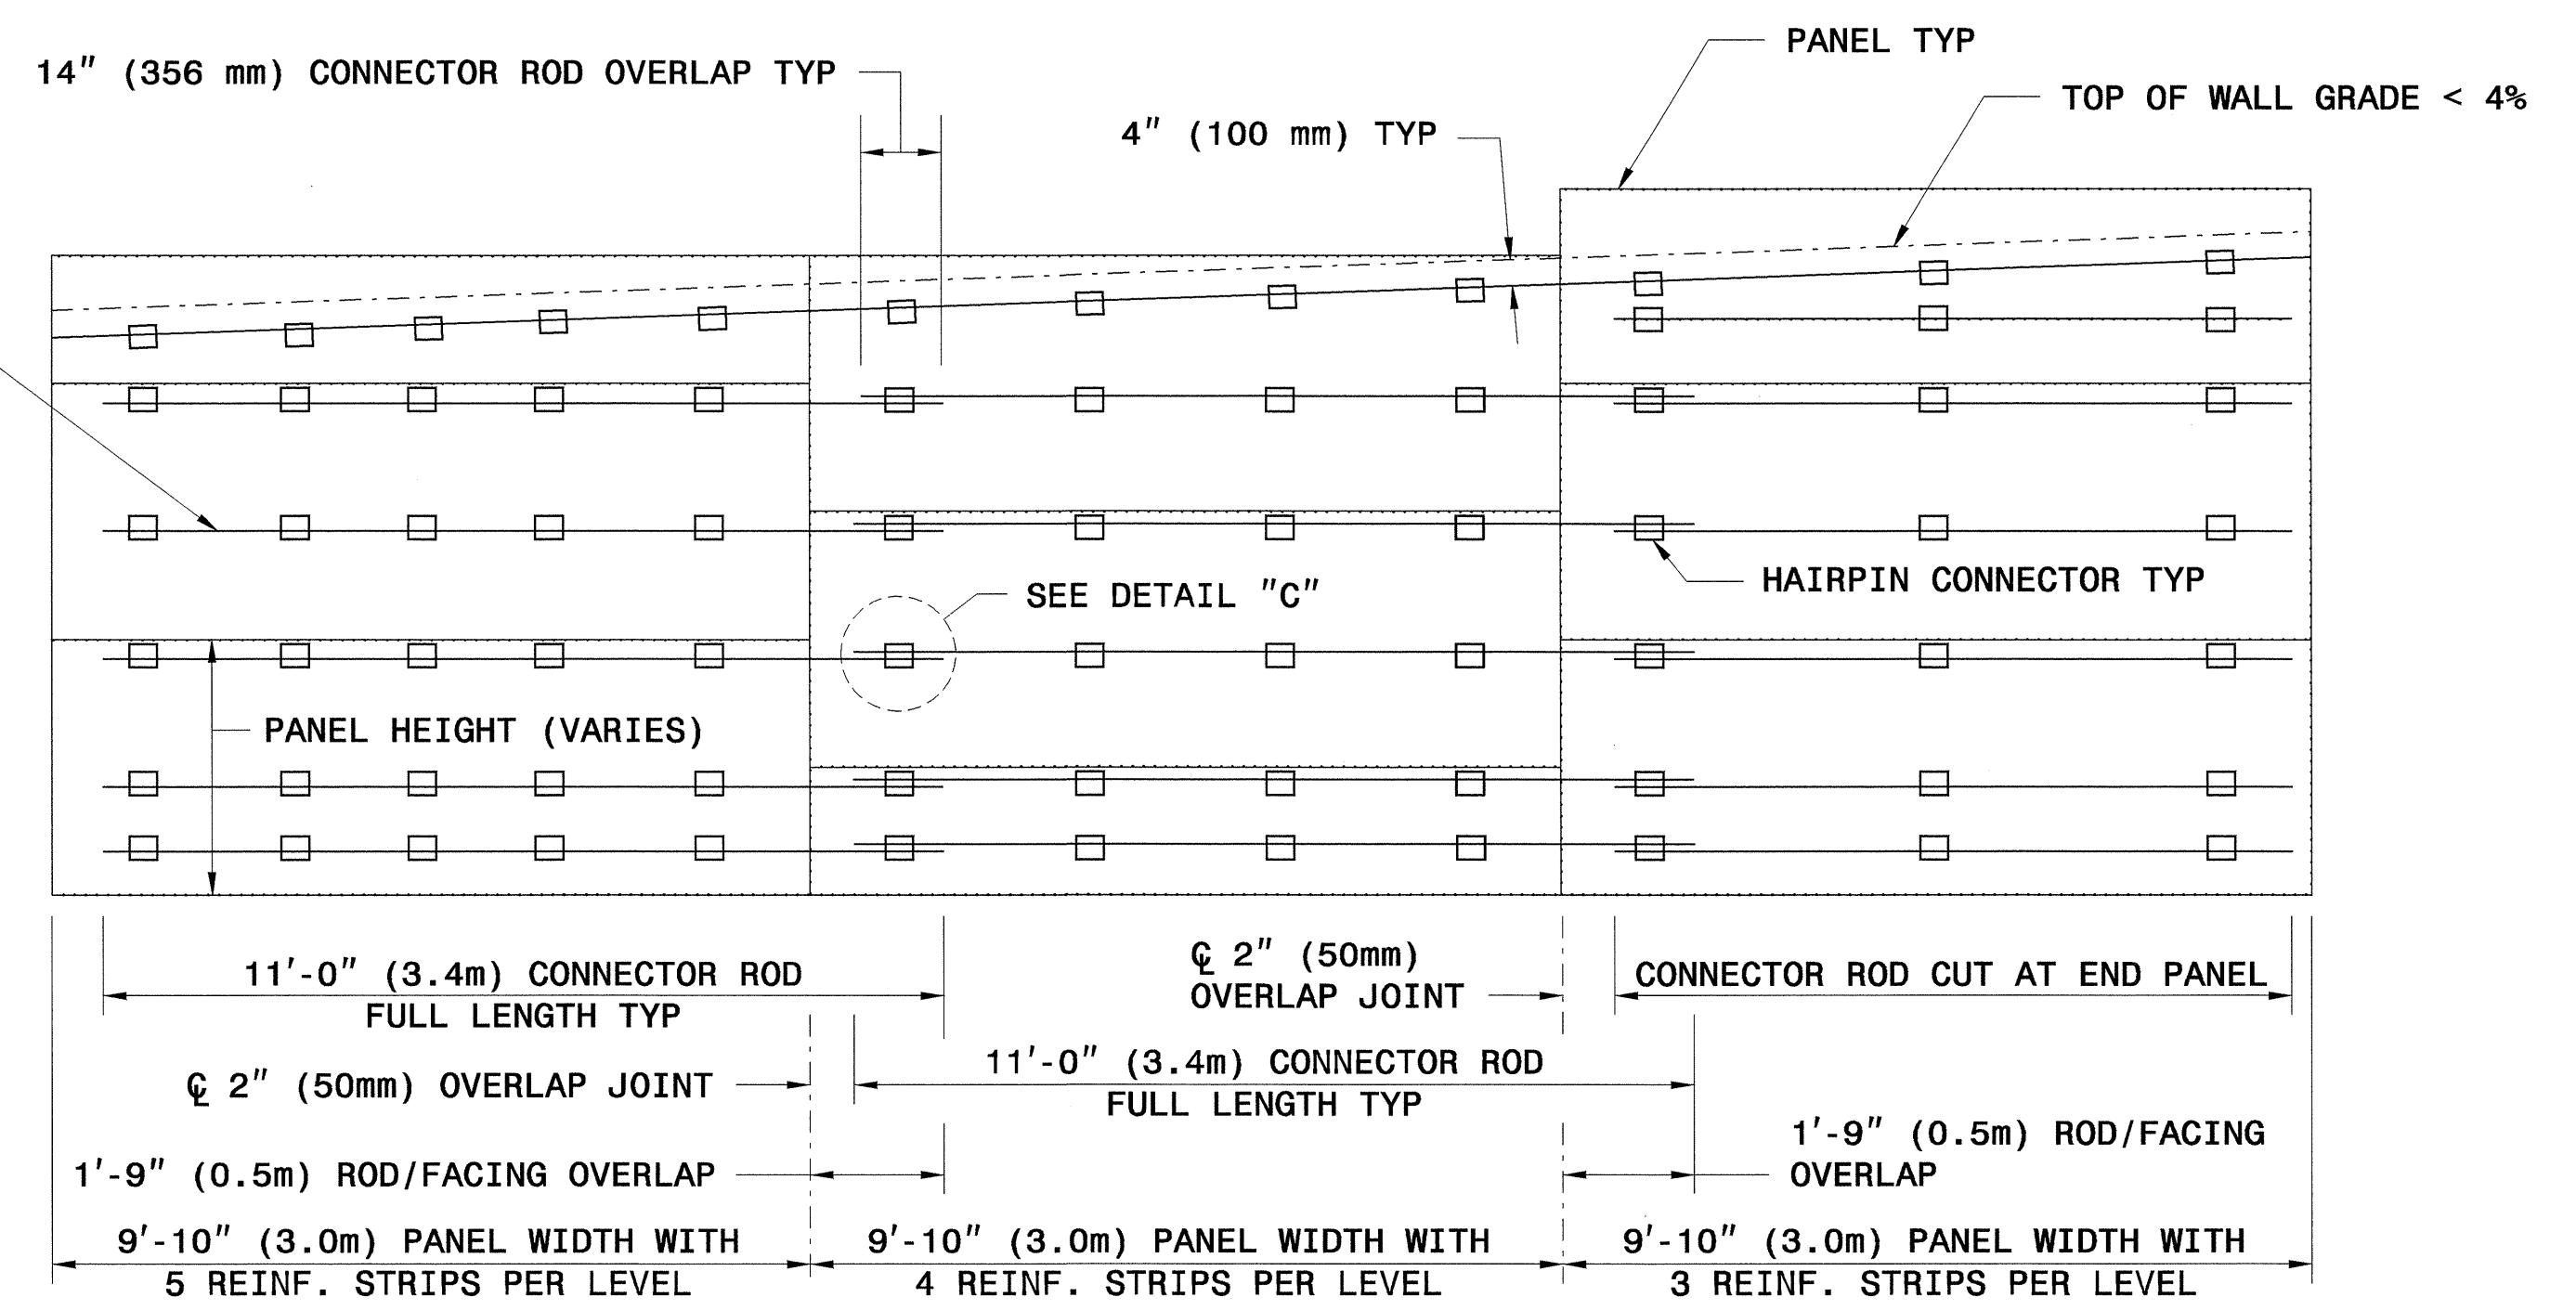 PANEL TYP
14" (356 mm) CONNECTOR ROD OVERLAP TYP
TOP OF WALL GRADE < 4%
4" (100 mm) TYP
HAIRPIN CONNECTOR TYP
SEE DETAIL "C"
PANEL HEIGHT (VARIES)
℄ 2" (50mm)
OVERLAP JOINT
11'-0" (3.4m) CONNECTOR ROD
FULL LENGTH TYP
CONNECTOR ROD CUT AT END PANEL
℄ 2" (50mm) OVERLAP JOINT
11'-0" (3.4m) CONNECTOR ROD
FULL LENGTH TYP
1'-9" (0.5m) ROD/FACING
OVERLAP
1'-9" (0.5m) ROD/FACING OVERLAP
9'-10" (3.0m) PANEL WIDTH WITH
5 REINF. STRIPS PER LEVEL
9'-10" (3.0m) PANEL WIDTH WITH
4 REINF. STRIPS PER LEVEL
9'-10" (3.0m) PANEL WIDTH WITH
3 REINF. STRIPS PER LEVEL